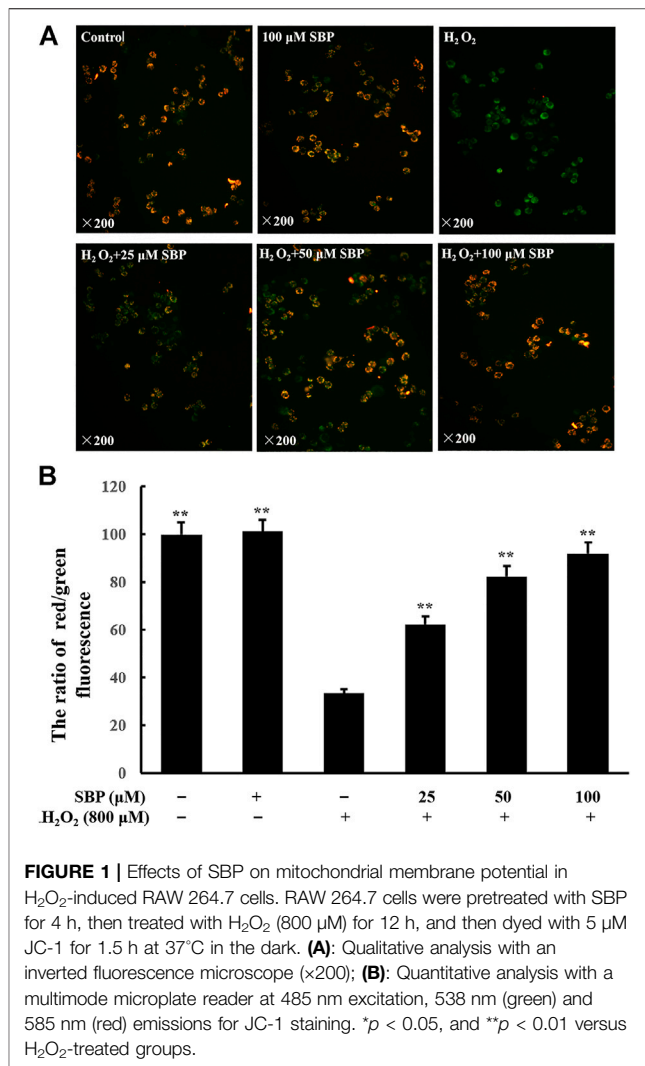 A
Control
100 μM SBP
H2O2
×200
×200
×200
H2O2+25 μM SBP
H2O2+50 μM SBP
H2O2+100 μM SBP
×200
×200
×200
B
The ratio of red/green
fluorescence
120
100
80
60
40
20
0
** ** ** ** **
SBP (μM) – + – 25 50 100
H2O2 (800 μM) – – + + + +
FIGURE 1 | Effects of SBP on mitochondrial membrane potential in
H2O2-induced RAW 264.7 cells. RAW 264.7 cells were pretreated with SBP
for 4 h, then treated with H2O2 (800 μM) for 12 h, and then dyed with 5 μM
JC-1 for 1.5 h at 37°C in the dark. (A): Qualitative analysis with an
inverted fluorescence microscope (×200); (B): Quantitative analysis with a
multimode microplate reader at 485 nm excitation, 538 nm (green) and
585 nm (red) emissions for JC-1 staining. *p < 0.05, and **p < 0.01 versus
H2O2-treated groups.